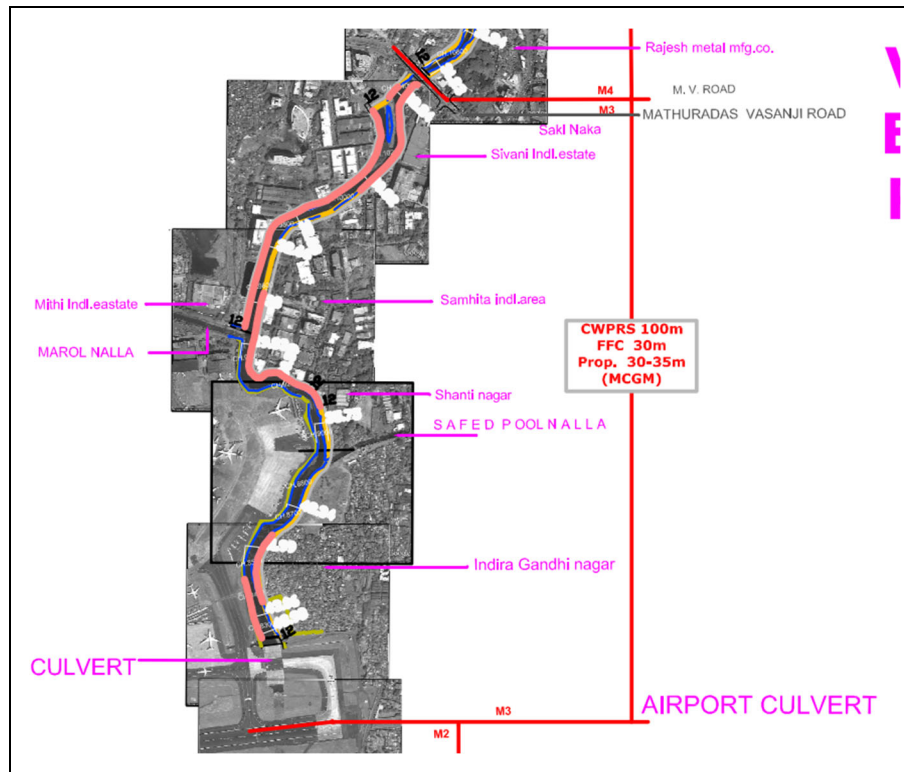 Rajesh metal mfg.co.
12
M4
M. V. ROAD
M3
MATHURADAS VASANJI ROAD
12
Saki Naka
Sivani Indl.estate
Mithi Indl.eastate
Samhita indl.area
12
MAROL NALLA
CWPRS 100m
FFC 30m
Prop. 30-35m
(MCGM)
Shanti nagar
12
SAFED POOL NALLA
Indira Gandhi nagar
12
CULVERT
AIRPORT CULVERT
M3
M2